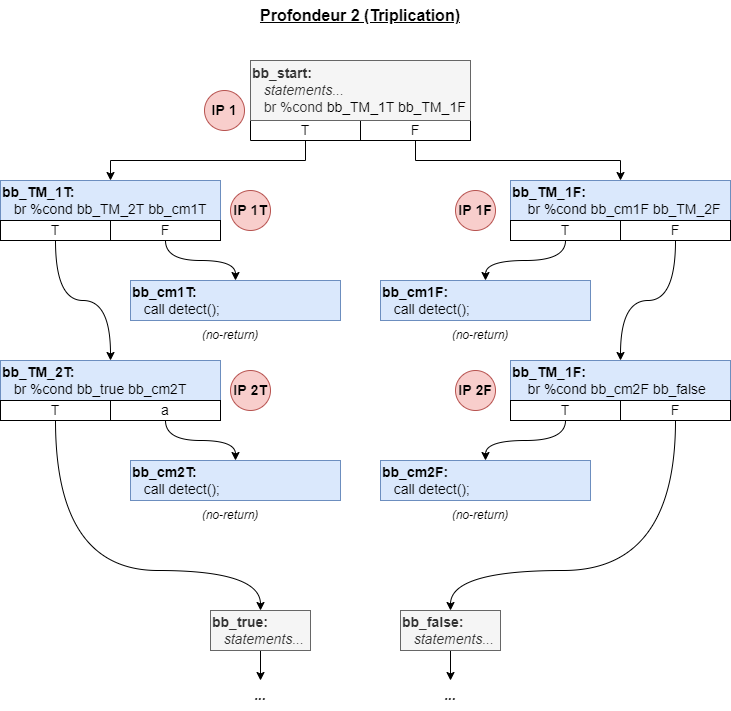 Profondeur 2 (Triplication)
bb_start:
statements...
br %cond bb_TM_1T bb_TM_1F
IP 1
T F
bb_TM_1T:
br %cond bb_TM_2T bb_cm1T
T F
IP 1T
IP 1F
bb_TM_1F:
br %cond bb_cm1F bb_TM_2F
T F
bb_cm1T:
call detect();
(no-return)
bb_cm1F:
call detect();
(no-return)
bb_TM_2T:
br %cond bb_true bb_cm2T
T a
IP 2T
IP 2F
bb_TM_1F:
br %cond bb_cm2F bb_false
T F
bb_cm2T:
call detect();
(no-return)
bb_cm2F:
call detect();
(no-return)
bb_true:
statements...
...
bb_false:
statements...
...